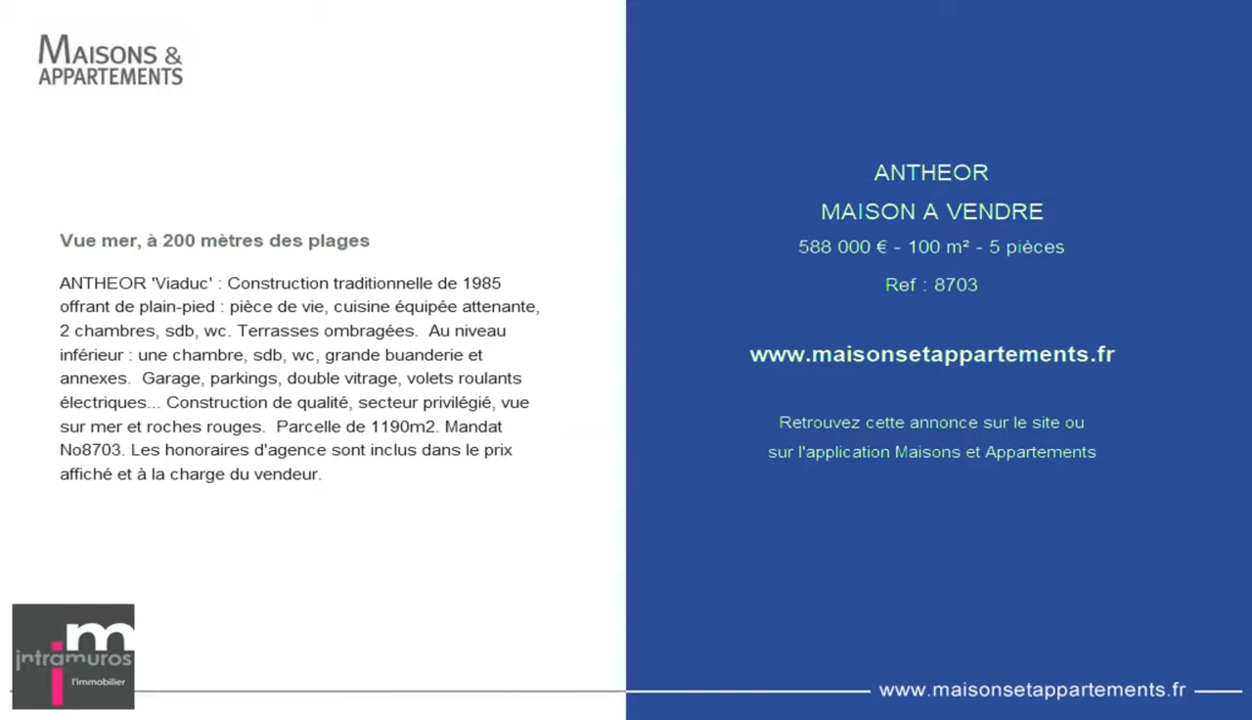 MAISONS &
APPARTEMENTS
Vue mer, à 200 mètres des plages
ANTHEOR 'Viaduc' : Construction traditionnelle de 1985
offrant de plain-pied : pièce de vie, cuisine équipée attenante,
2 chambres, sdb, wc. Terrasses ombragées.  Au niveau
inférieur : une chambre, sdb, wc, grande buanderie et
annexes.  Garage, parkings, double vitrage, volets roulants
électriques... Construction de qualité, secteur privilégié, vue
sur mer et roches rouges.  Parcelle de 1190m2. Mandat
No8703. Les honoraires d'agence sont inclus dans le prix
affiché et à la charge du vendeur.
im
intramuros
l'immobilier
ANTHEOR
MAISON A VENDRE
588 000 € - 100 m² - 5 pièces
Ref : 8703
www.maisonsetappartements.fr
Retrouvez cette annonce sur le site ou
sur l'application Maisons et Appartements
www.maisonsetappartements.fr